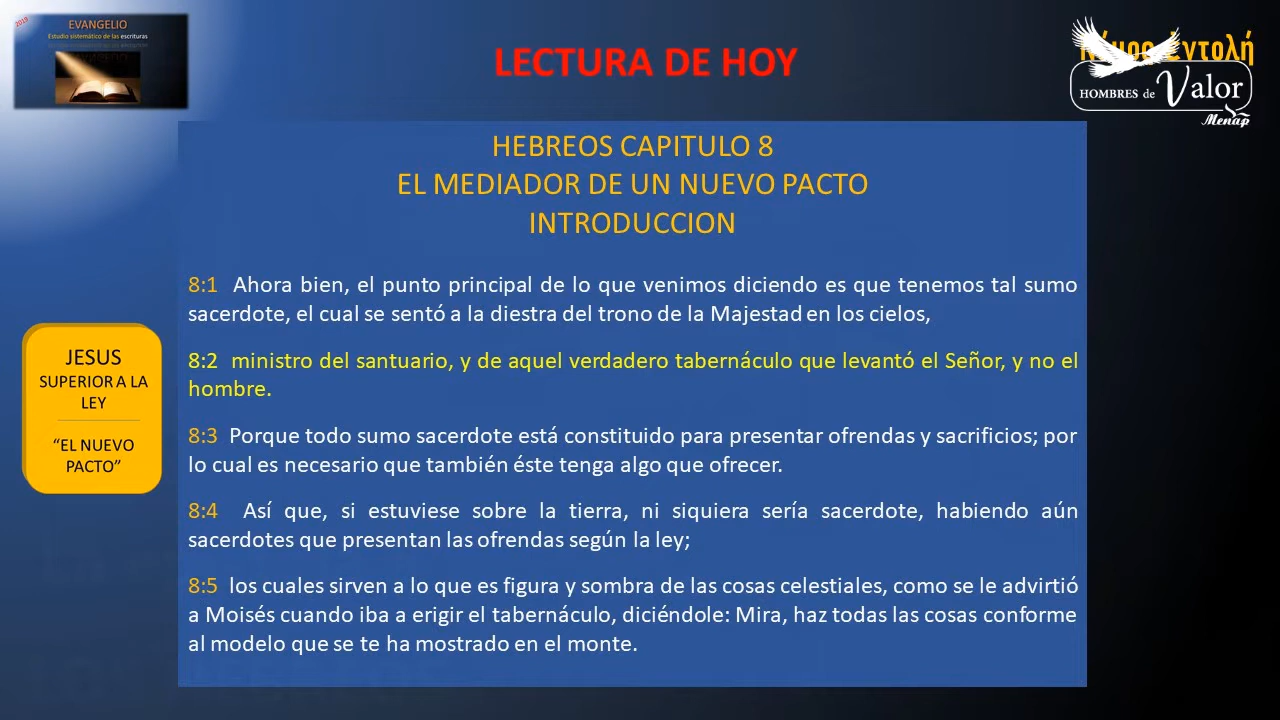 2019
EVANGELIO
Estudio sistemático de las escrituras
LECTURA DE HOY
ἐντολή
HOMBRES de Valor
Menap
HEBREOS CAPITULO 8
EL MEDIADOR DE UN NUEVO PACTO
INTRODUCCION
8:1 Ahora bien, el punto principal de lo que venimos diciendo es que tenemos tal sumo
sacerdote, el cual se sentó a la diestra del trono de la Majestad en los cielos,
8:2 ministro del santuario, y de aquel verdadero tabernáculo que levantó el Señor, y no el
hombre.
8:3 Porque todo sumo sacerdote está constituido para presentar ofrendas y sacrificios; por
lo cual es necesario que también éste tenga algo que ofrecer.
8:4 Así que, si estuviese sobre la tierra, ni siquiera sería sacerdote, habiendo aún
sacerdotes que presentan las ofrendas según la ley;
8:5 los cuales sirven a lo que es figura y sombra de las cosas celestiales, como se le advirtió
a Moisés cuando iba a erigir el tabernáculo, diciéndole: Mira, haz todas las cosas conforme
al modelo que se te ha mostrado en el monte.
JESUS
SUPERIOR A LA
LEY
“EL NUEVO
PACTO”